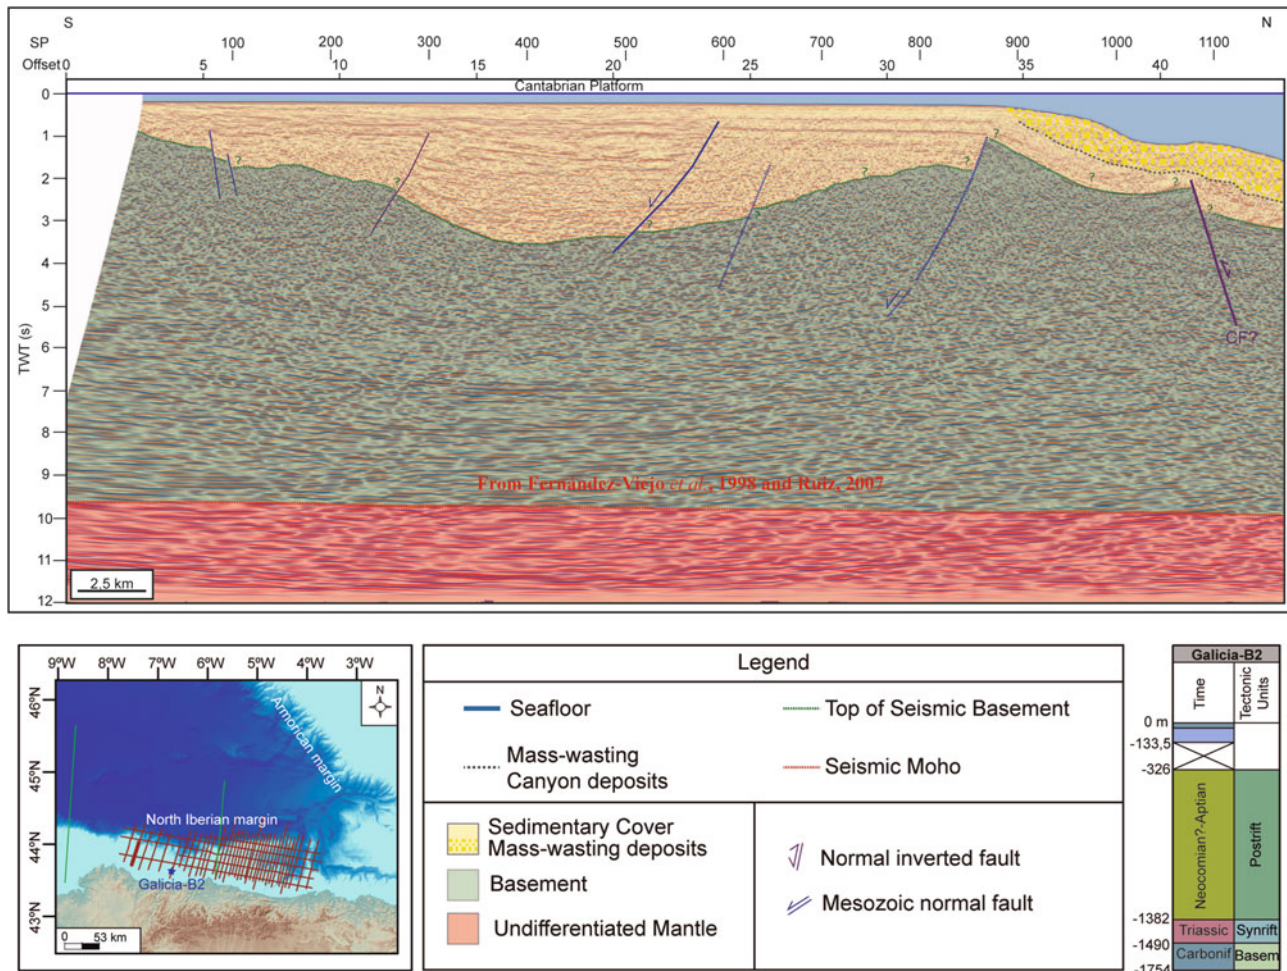 S N
SP 100 200 300 400 500 600 700 800 900 1000 1100
Offset 0 5 10 15 20 25 30 35 40
Cantabrian Platform
0
1
2
3
4
5
6
7
8
9
10
11
12
TWT (s)
? ? ? ? ? ? ? ? ? ?
CF?
From Fernandez-Viejo et al., 1998 and Ruiz, 2007
2,5 km
9ºW 8ºW 7ºW 6ºW 5ºW 4ºW 3ºW
46ºN
45ºN
44ºN
43ºN
N
Armorican margin
North Iberian margin
Galicia-B2
0 53 km
Legend
Seafloor
Top of Seismic Basement
Mass-wasting
Canyon deposits
Seismic Moho
Sedimentary Cover
Mass-wasting deposits
Basement
Undifferentiated Mantle
Normal inverted fault
Mesozoic normal fault
Galicia-B2
Time
Tectonic
Units
0 m
-133,5
-326
Neocomian?-Aptian
Postrift
-1382
Triassic Synrift
-1490
Carbonif Basem
-1754